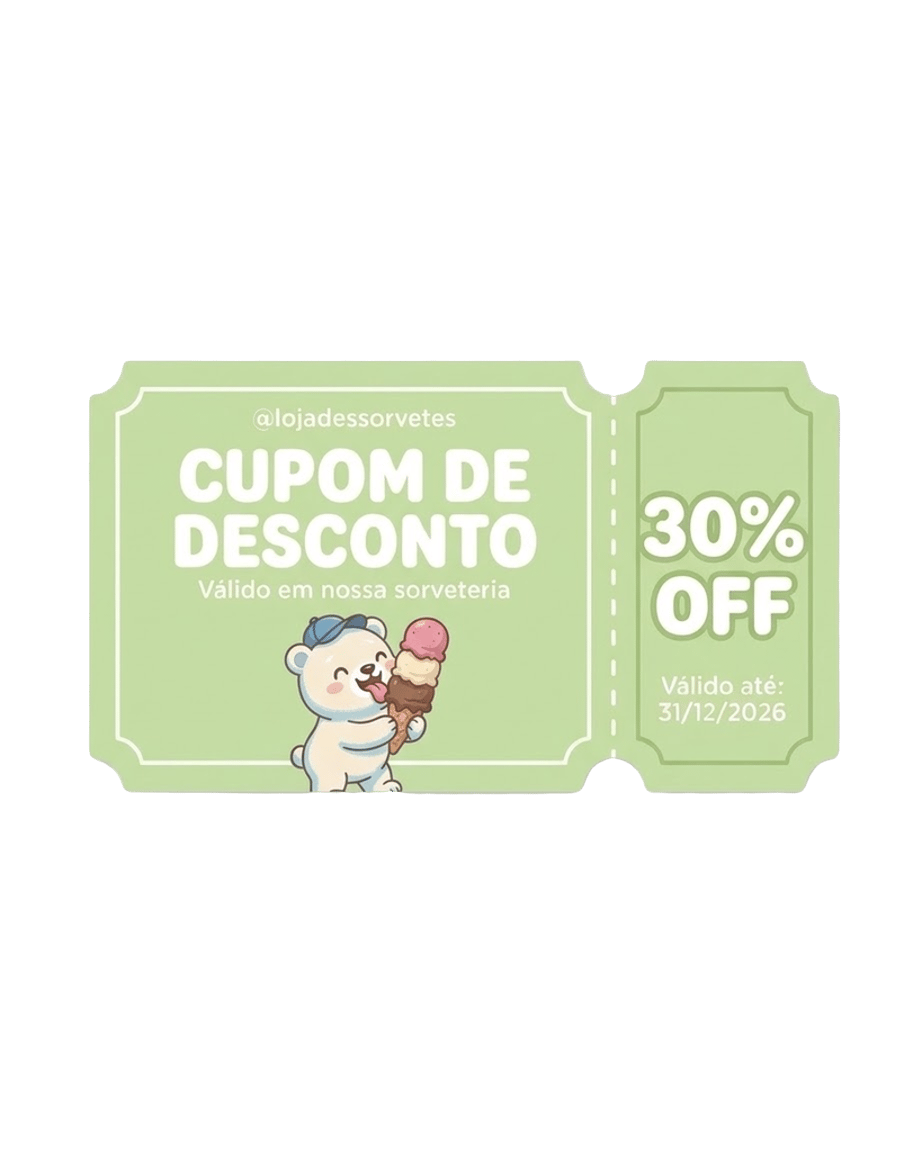 @lojadessorvetes
CUPOM DE
DESCONTO
Válido em nossa sorveteria
30%
OFF
Válido até:
31/12/2026